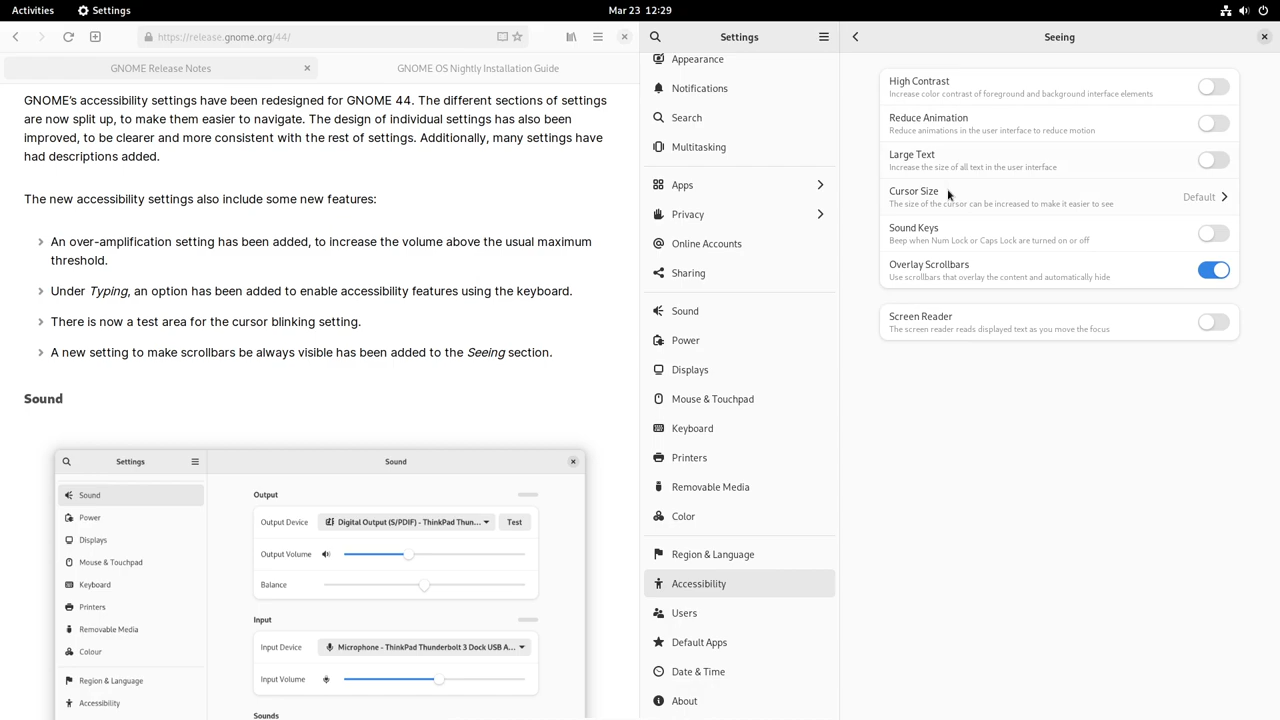 Activities
Settings
Mar 23 12:29
https://release.gnome.org/44/
GNOME Release Notes
GNOME OS Nightly Installation Guide
GNOME's accessibility settings have been redesigned for GNOME 44. The different sections of settings
are now split up, to make them easier to navigate. The design of individual settings has also been
improved, to be clearer and more consistent with the rest of settings. Additionally, many settings have
had descriptions added.
The new accessibility settings also include some new features:
An over-amplification setting has been added, to increase the volume above the usual maximum
threshold.
Under Typing, an option has been added to enable accessibility features using the keyboard.
There is now a test area for the cursor blinking setting.
A new setting to make scrollbars be always visible has been added to the Seeing section.
Sound
Settings
Sound
Power
Displays
Mouse & Touchpad
Keyboard
Printers
Removable Media
Colour
Region & Language
Accessibility
Sound
Output
Output Device
Digital Output (S/PDIF) - ThinkPad Thun...
Test
Output Volume
Balance
Input
Input Device
Microphone - ThinkPad Thunderbolt 3 Dock USB A...
Input Volume
Sounds
Settings
Appearance
Notifications
Search
Multitasking
Apps
Privacy
Online Accounts
Sharing
Sound
Power
Displays
Mouse & Touchpad
Keyboard
Printers
Removable Media
Color
Region & Language
Accessibility
Users
Default Apps
Date & Time
About
Seeing
High Contrast
Increase color contrast of foreground and background interface elements
Reduce Animation
Reduce animations in the user interface to reduce motion
Large Text
Increase the size of all text in the user interface
Cursor Size
The size of the cursor can be increased to make it easier to see
Default
Sound Keys
Beep when Num Lock or Caps Lock are turned on or off
Overlay Scrollbars
Use scrollbars that overlay the content and automatically hide
Screen Reader
The screen reader reads displayed text as you move the focus